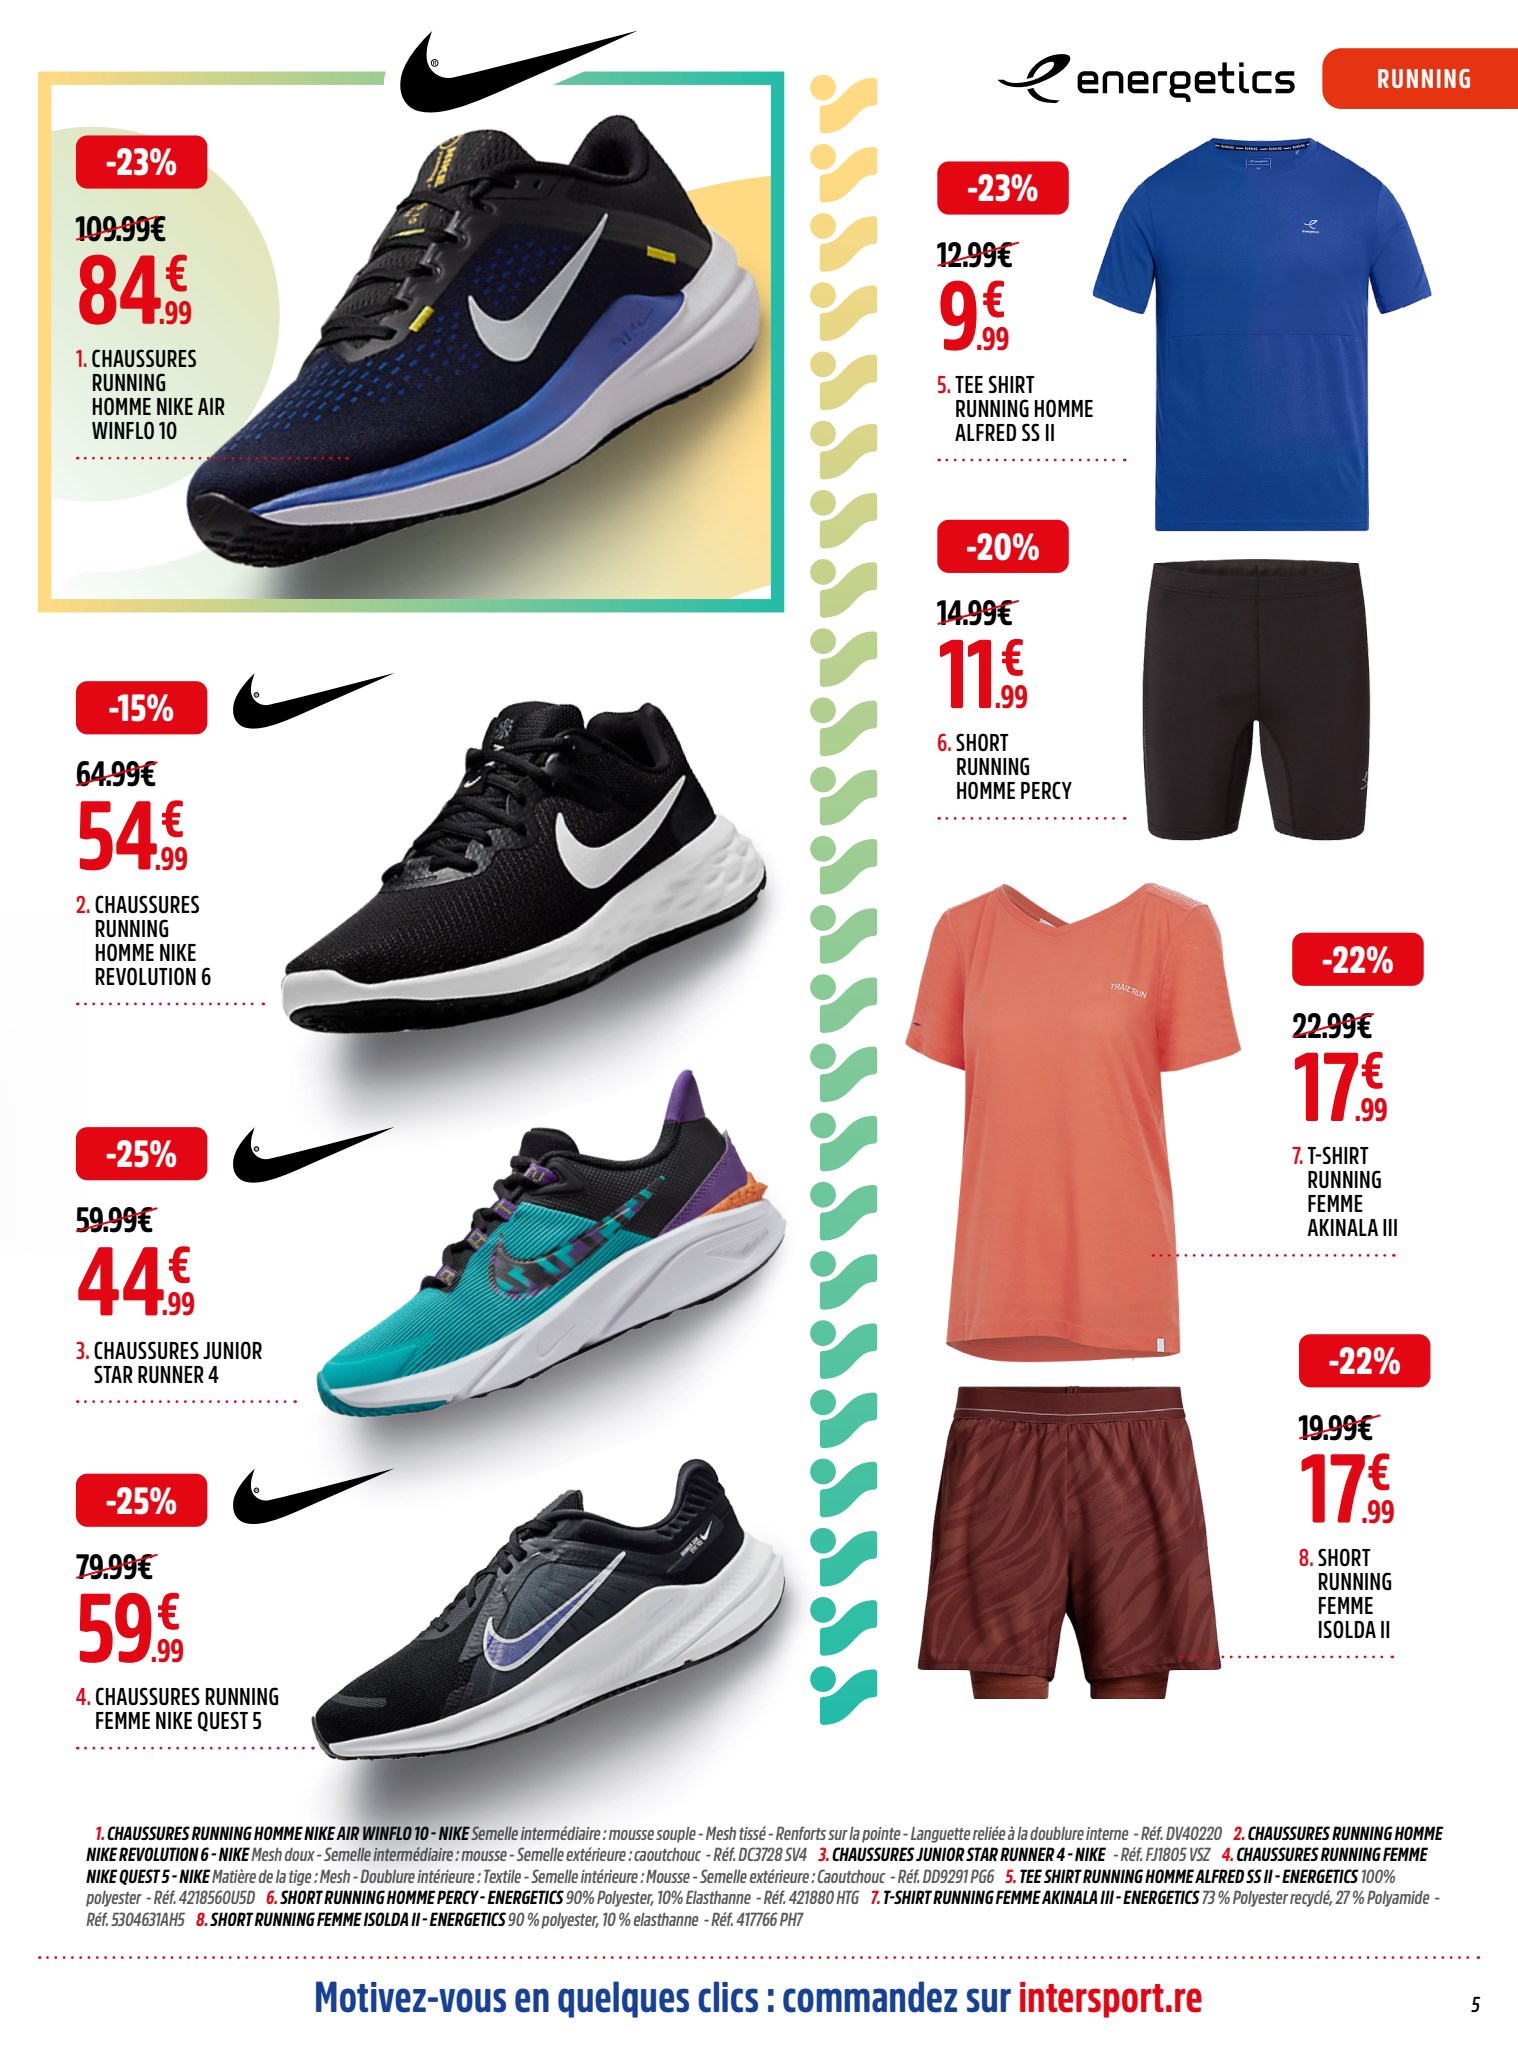 energetics
RUNNING
-23%
109.99€
84€.99
1. CHAUSSURES
RUNNING
HOMME NIKE AIR
WINFLO 10
-15%
64.99€
54€.99
2. CHAUSSURES
RUNNING
HOMME NIKE
REVOLUTION 6
-25%
59.99€
44€.99
3. CHAUSSURES JUNIOR
STAR RUNNER 4
-25%
79.99€
59€.99
4. CHAUSSURES RUNNING
FEMME NIKE QUEST 5
-23%
12.99€
9€.99
5. TEE SHIRT
RUNNING HOMME
ALFRED SS II
energetics
-20%
14.99€
11€.99
6. SHORT
RUNNING
HOMME PERCY
TRAIL RUN
-22%
22.99€
17€.99
7. T-SHIRT
RUNNING
FEMME
AKINALA III
-22%
19.99€
17€.99
8. SHORT
RUNNING
FEMME
ISOLDA II
1. CHAUSSURES RUNNING HOMME NIKE AIR WINFLO 10 - NIKE Semelle intermédiaire : mousse souple - Mesh tissé - Renforts sur la pointe - Languette reliée à la doublure interne - Réf. DV40220 2. CHAUSSURES RUNNING HOMME
NIKE REVOLUTION 6 - NIKE Mesh doux - Semelle intermédiaire : mousse - Semelle extérieure : caoutchouc - Réf. DC3728 SV4 3. CHAUSSURES JUNIOR STAR RUNNER 4 - NIKE - Réf. FJ1805 VSZ 4. CHAUSSURES RUNNING FEMME
NIKE QUEST 5 - NIKE Matière de la tige : Mesh - Doublure intérieure : Textile - Semelle intérieure : Mousse - Semelle extérieure : Caoutchouc - Réf. DD9291 PG6 5. TEE SHIRT RUNNING HOMME ALFRED SS II - ENERGETICS 100%
polyester - Réf. 4218560U5D 6. SHORT RUNNING HOMME PERCY - ENERGETICS 90% Polyester, 10% Elasthanne - Réf. 421880 HTG 7. T-SHIRT RUNNING FEMME AKINALA III - ENERGETICS 73 % Polyester recyclé, 27 % Polyamide -
Réf. 5304631AH5 8. SHORT RUNNING FEMME ISOLDA II - ENERGETICS 90 % polyester, 10 % elasthanne - Réf. 417766 PH7
Motivez-vous en quelques clics : commandez sur intersport.re
5